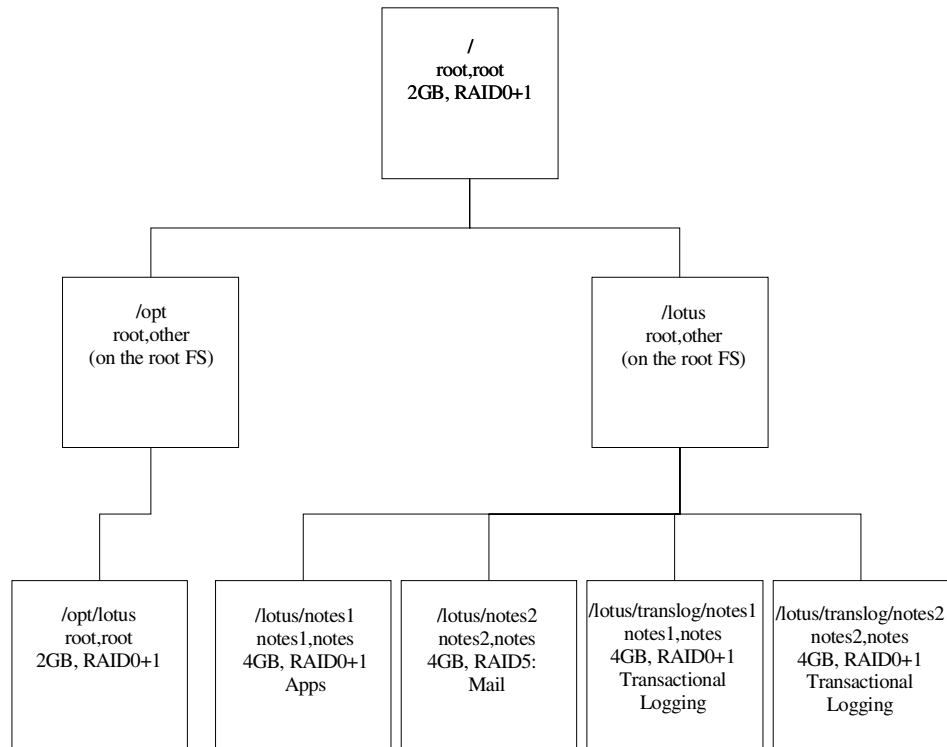 /
root,root
2GB, RAID0+1
/opt
root,other
(on the root FS)
/lotus
root,other
(on the root FS)
/opt/lotus
root,root
2GB, RAID0+1
/lotus/notes1
notes1,notes
4GB, RAID0+1
Apps
/lotus/notes2
notes2,notes
4GB, RAID5:
Mail
/lotus/translog/notes1
notes1,notes
4GB, RAID0+1
Transactional
Logging
/lotus/translog/notes2
notes2,notes
4GB, RAID0+1
Transactional
Logging